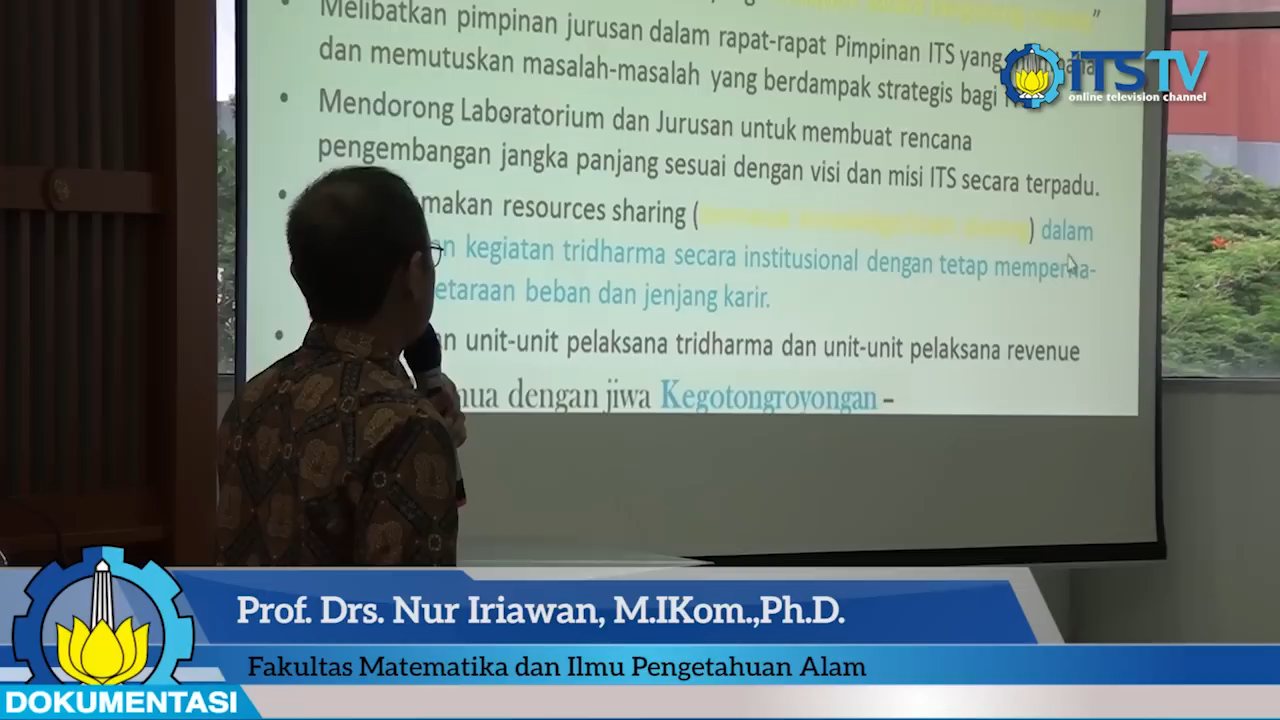 Melibatkan pimpinan jurusan dalam rapat-rapat Pimpinan ITS yang
dan memutuskan masalah-masalah yang berdampak strategis bagi
Mendorong Laboratorium dan Jurusan untuk membuat rencana
pengembangan jangka panjang sesuai dengan visi dan misi ITS secara terpadu.
makan resources sharing ( ) dalam
n kegiatan tridharma secara institusional dengan tetap memperha-
etaraan beban dan jenjang karir.
n unit-unit pelaksana tridharma dan unit-unit pelaksana revenue
ua dengan jiwa Kegotongroyongan –
iTSTV
online television channel
Prof. Drs. Nur Iriawan, M.IKom.,Ph.D.
Fakultas Matematika dan Ilmu Pengetahuan Alam
DOKUMENTASI